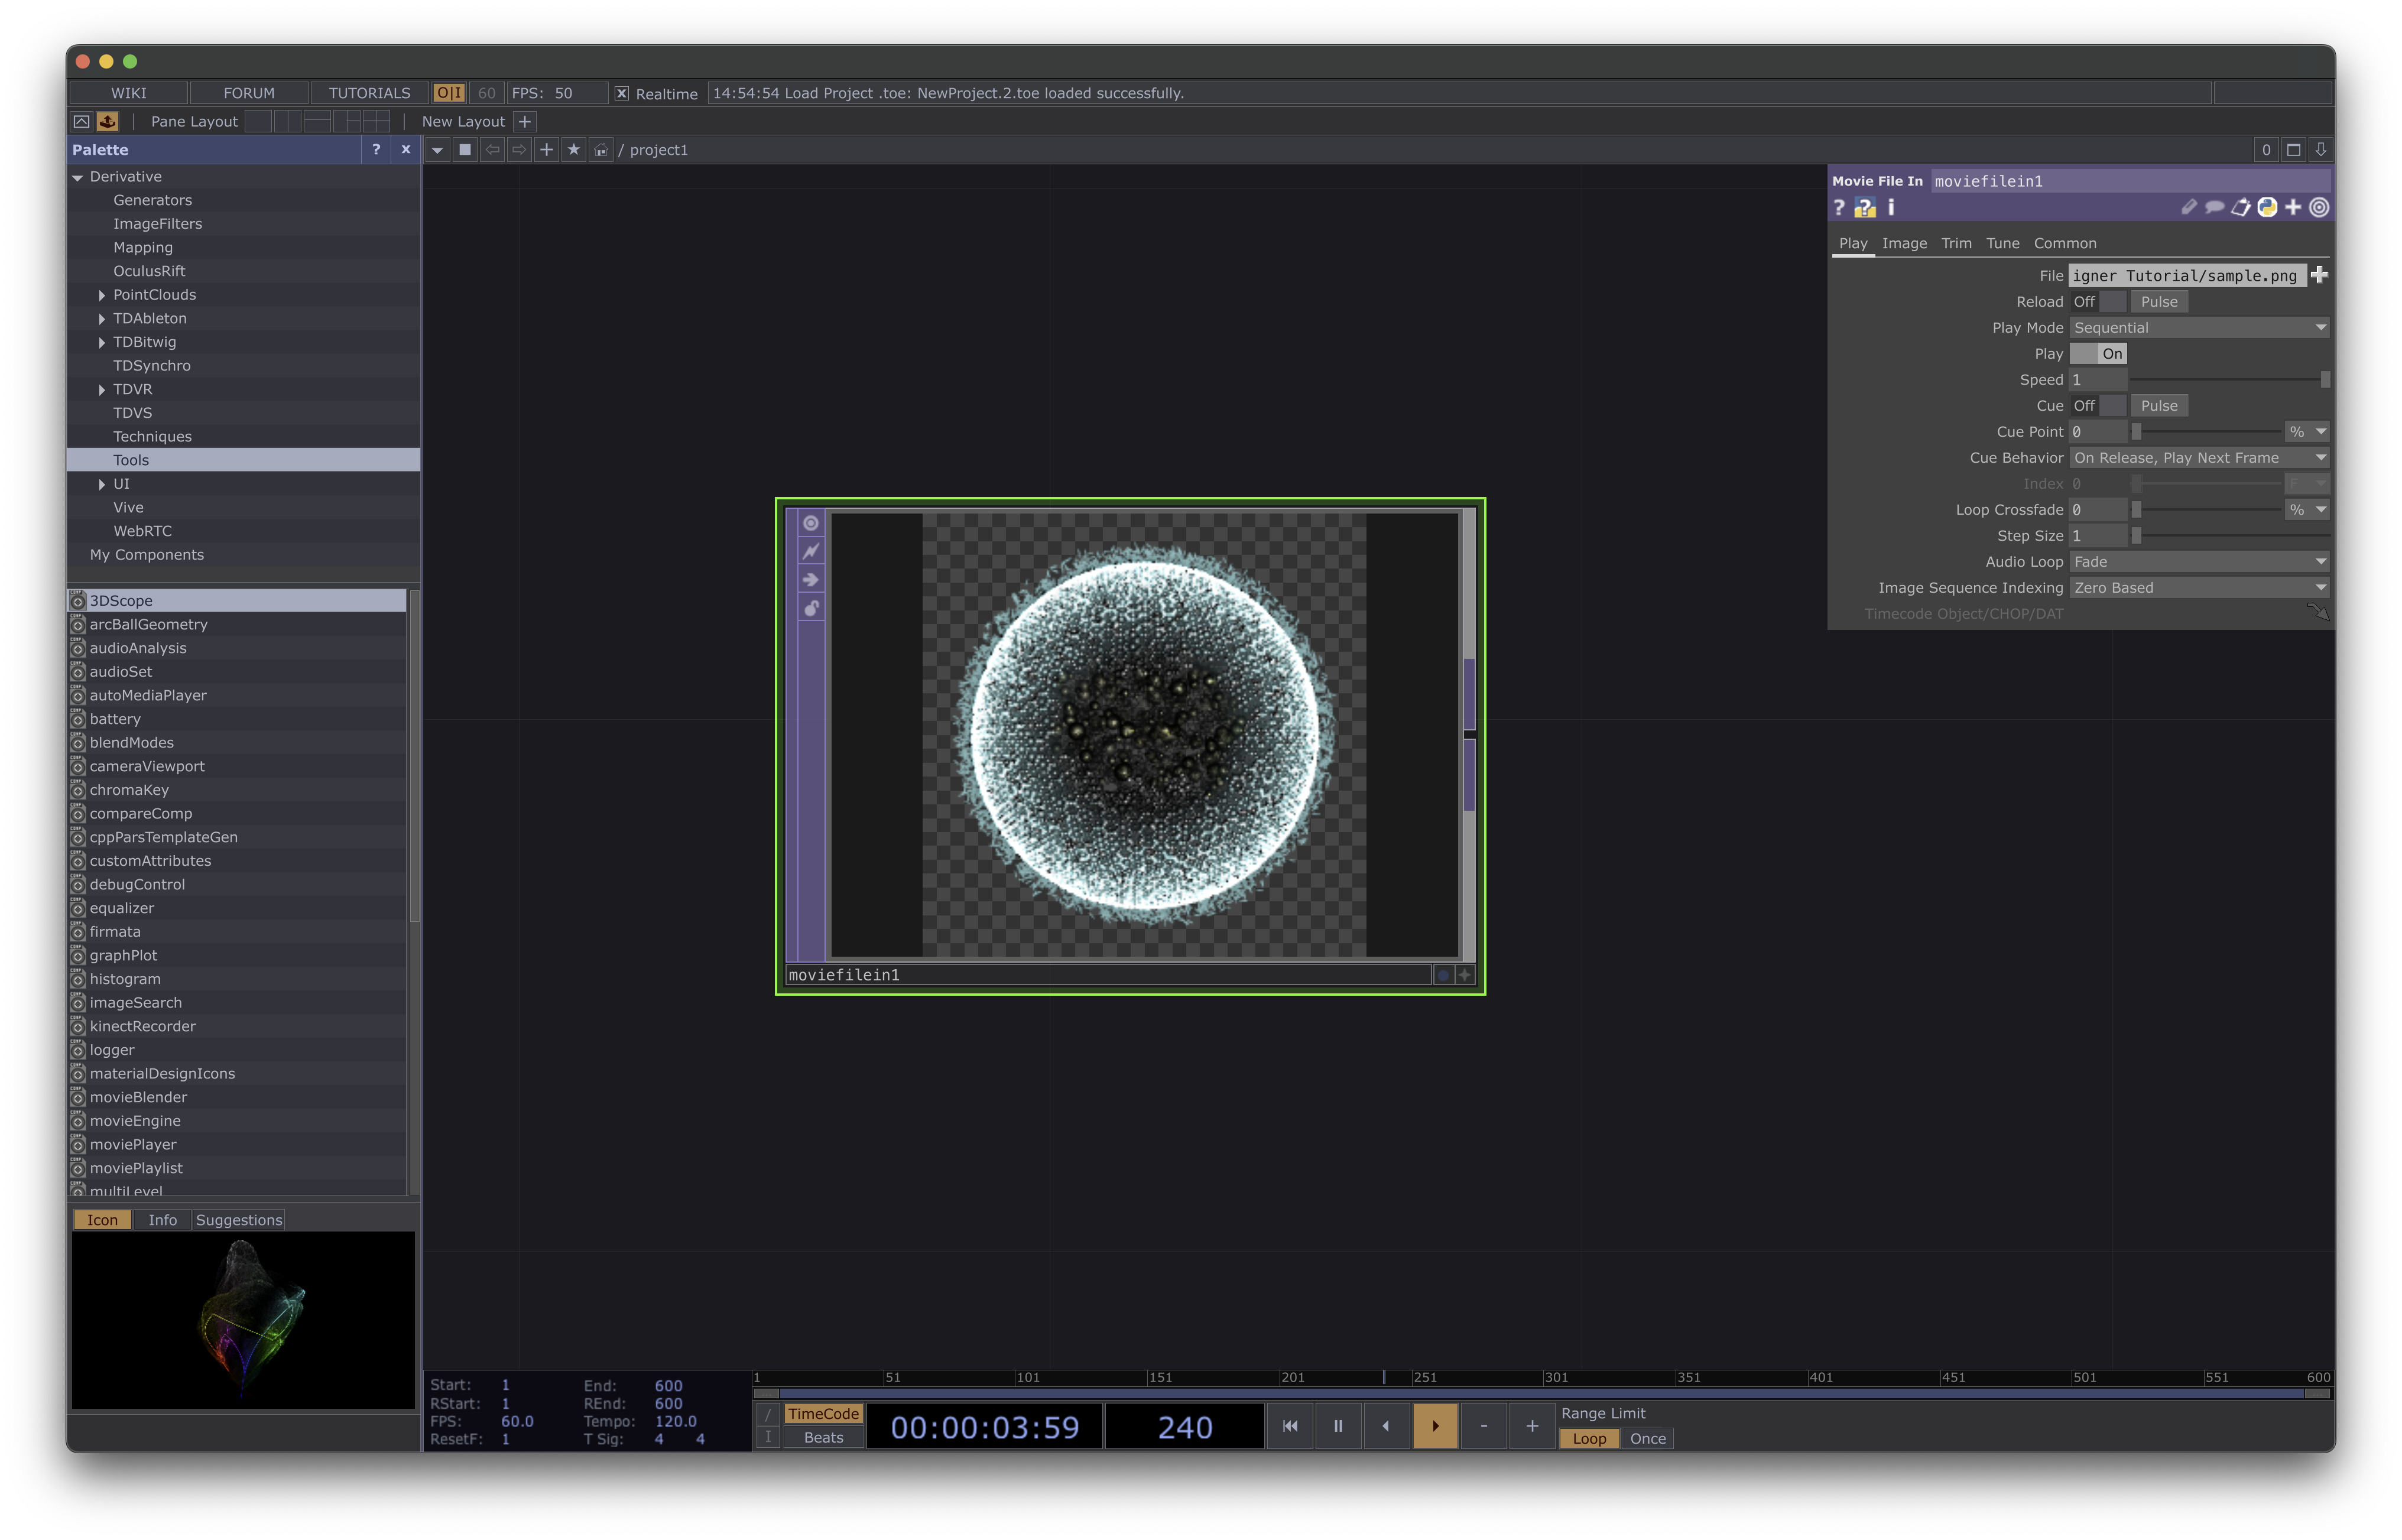 WIKI FORUM TUTORIALS O|I 60 FPS: 50 Realtime 14:54:54 Load Project .toe: NewProject.2.toe loaded successfully.
Pane Layout New Layout
Palette ? x
/ project1 0
Derivative
Generators
ImageFilters
Mapping
OculusRift
PointClouds
TDAbleton
TDBitwig
TDSynchro
TDVR
TDVS
Techniques
Tools
UI
Vive
WebRTC
My Components
3DScope
arcBallGeometry
audioAnalysis
audioSet
autoMediaPlayer
battery
blendModes
cameraViewport
chromaKey
compareComp
cppParsTemplateGen
customAttributes
debugControl
equalizer
firmata
graphPlot
histogram
imageSearch
kinectRecorder
logger
materialDesignIcons
movieBlender
movieEngine
moviePlayer
moviePlaylist
multiLevel
Icon Info Suggestions
moviefilein1
Movie File In moviefilein1
? ? i
Play Image Trim Tune Common
File igner Tutorial/sample.png
Reload Off Pulse
Play Mode Sequential
Play On
Speed 1
Cue Off Pulse
Cue Point 0 %
Cue Behavior On Release, Play Next Frame
Index 0 F
Loop Crossfade 0 %
Step Size 1
Audio Loop Fade
Image Sequence Indexing Zero Based
Timecode Object/CHOP/DAT
1 51 101 151 201 251 301 351 401 451 501 551 600
Start: 1 End: 600
RStart: 1 REnd: 600
FPS: 60.0 Tempo: 120.0
ResetF: 1 T Sig: 4 4
/ TimeCode
I Beats
00:00:03:59 240
- +
Range Limit
Loop Once